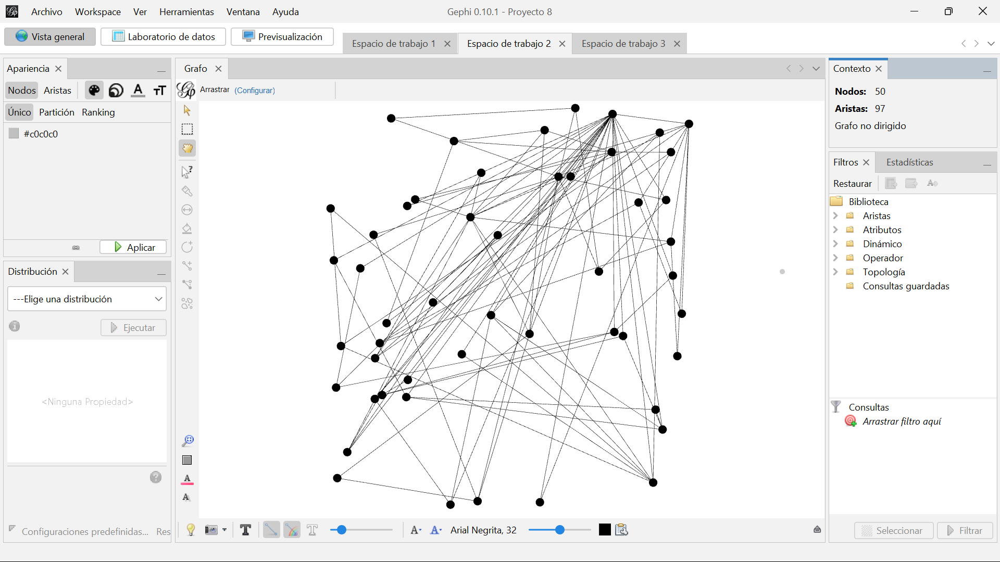 Archivo Workspace Ver Herramientas Ventana Ayuda
Gephi 0.10.1 - Proyecto 8
Vista general Laboratorio de datos Previsualización
Espacio de trabajo 1 Espacio de trabajo 2 Espacio de trabajo 3
Apariencia
Nodos Aristas
Único Partición Ranking
#c0c0c0
Aplicar
Distribución
---Elige una distribución
Ejecutar
<Ninguna Propiedad>
Configuraciones predefinidas... Res
Grafo
Arrastrar (Configurar)
Arial Negrita, 32
Contexto
Nodos: 50
Aristas: 97
Grafo no dirigido
Filtros Estadísticas
Restaurar
Biblioteca
Aristas
Atributos
Dinámico
Operador
Topología
Consultas guardadas
Consultas
Arrastrar filtro aquí
Seleccionar Filtrar